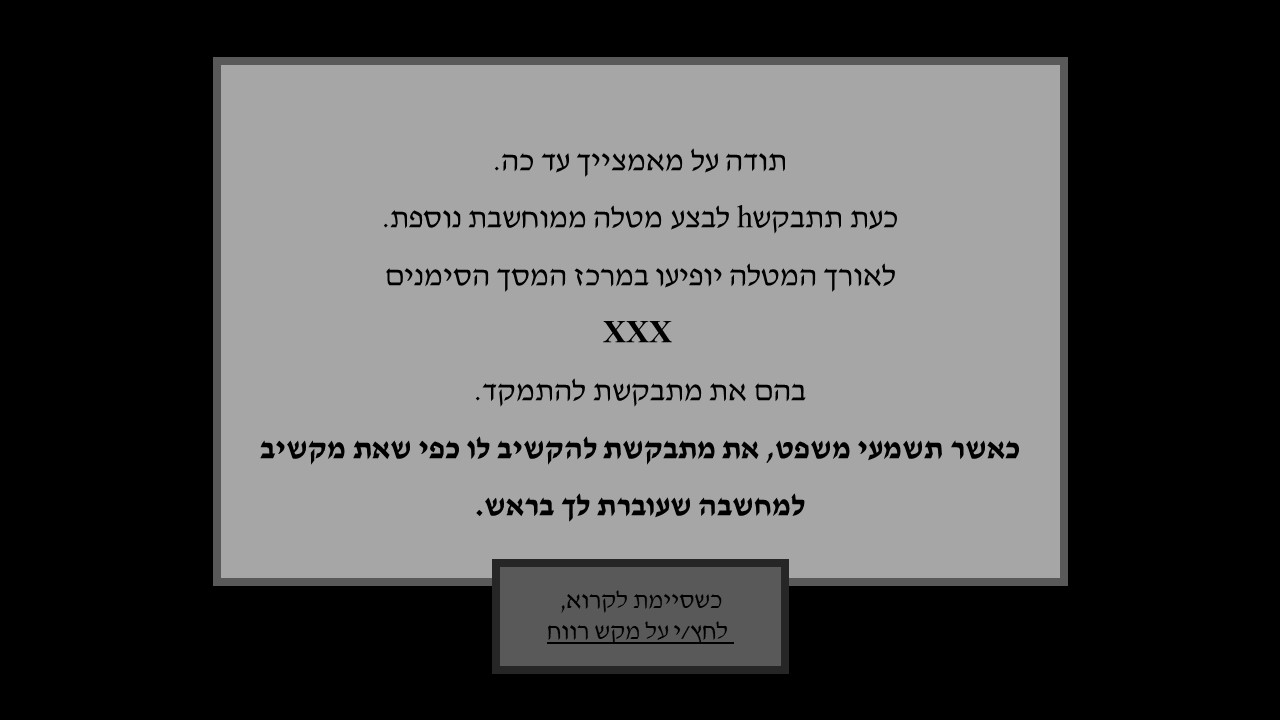 תודה על מאמצייך עד כה.
כעת תתבקשh לבצע מטלה ממוחשבת נוספת.
לאורך המטלה יופיעו במרכז המסך הסימנים
XXX
בהם את מתבקשת להתמקד.
כאשר תשמעי משפט, את מתבקשת להקשיב לו כפי שאת מקשיב
למחשבה שעוברת לך בראש.
כשסיימת לקרוא,
לחץ/י על מקש רווח